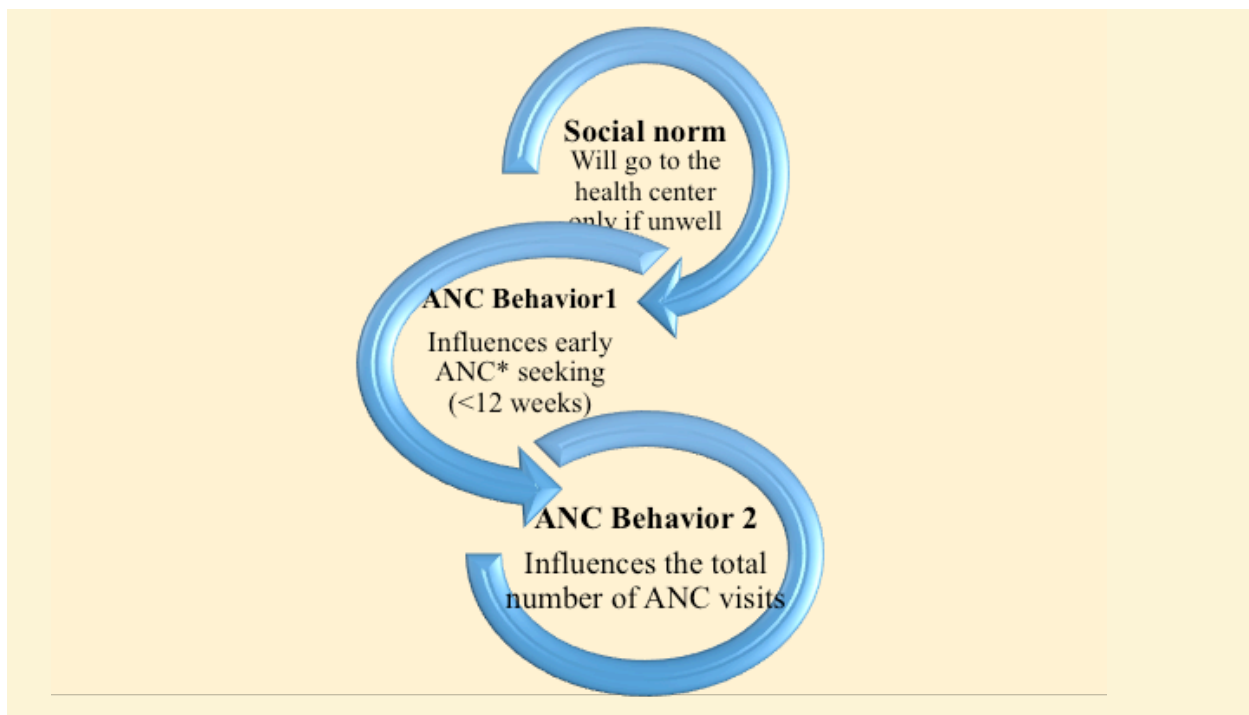 Social norm
Will go to the
health center
only if unwell
ANC Behavior1
Influences early
ANC* seeking
(<12 weeks)
ANC Behavior 2
Influences the total
number of ANC visits